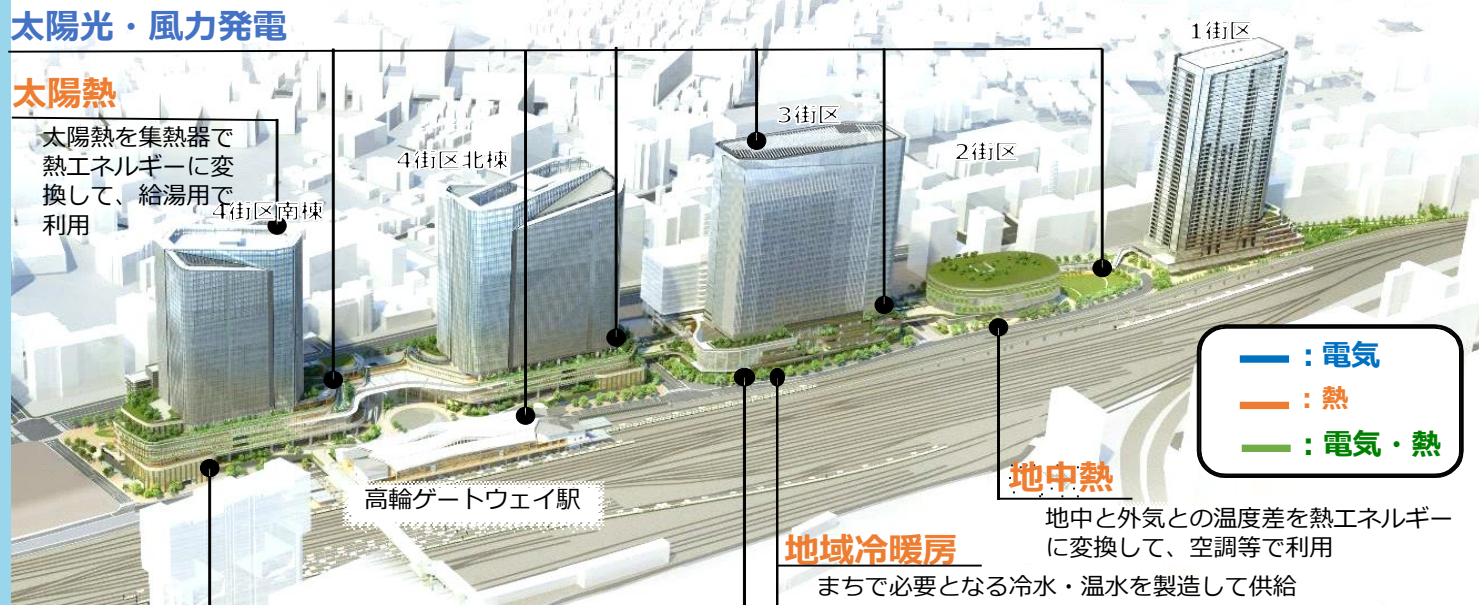 太陽光・風力発電
1街区
太陽熱
太陽熱を集熱器で
熱エネルギーに変
換して、給湯用で
利用
3街区
4街区北棟
2街区
4街区南棟
：電気
：熱
：電気・熱
高輪ゲートウェイ駅
地中熱
地中と外気との温度差を熱エネルギー
に変換して、空調等で利用
地域冷暖房
まちで必要となる冷水・温水を製造して供給